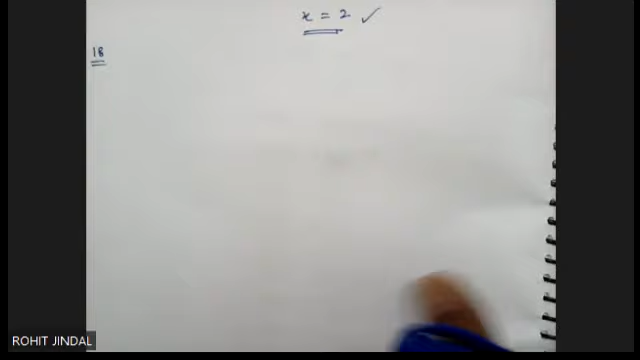 x = 2 ✓
18
ROHIT JINDAL